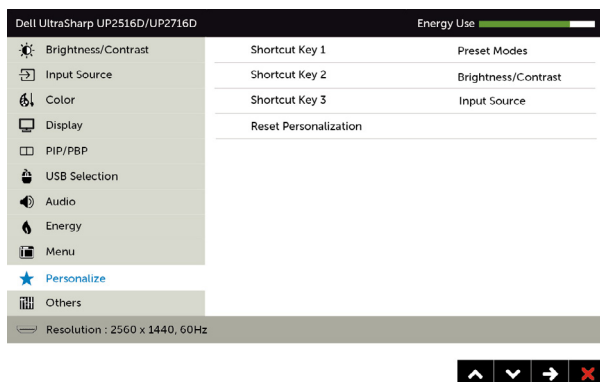 Dell UltraSharp UP2516D/UP2716D Energy Use
Brightness/Contrast Shortcut Key 1 Preset Modes
Input Source Shortcut Key 2 Brightness/Contrast
Color Shortcut Key 3 Input Source
Display Reset Personalization
PIP/PBP
USB Selection
Audio
Energy
Menu
Personalize
Others
Resolution : 2560 x 1440, 60Hz